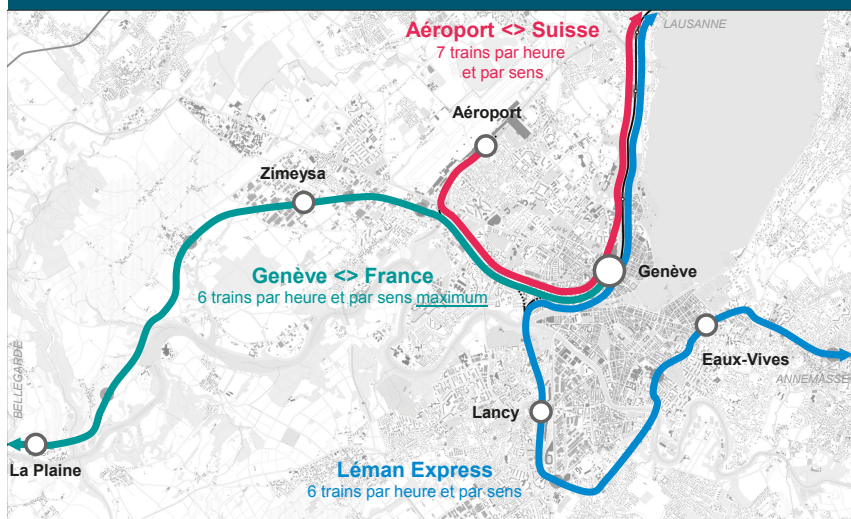 Aéroport <> Suisse
7 trains par heure
et par sens
LAUSANNE
Aéroport
Zimeysa
Genève
Genève <> France
6 trains par heure et par sens maximum
Eaux-Vives
ANNEMASSE
BELLEGARDE
Lancy
La Plaine
Léman Express
6 trains par heure et par sens